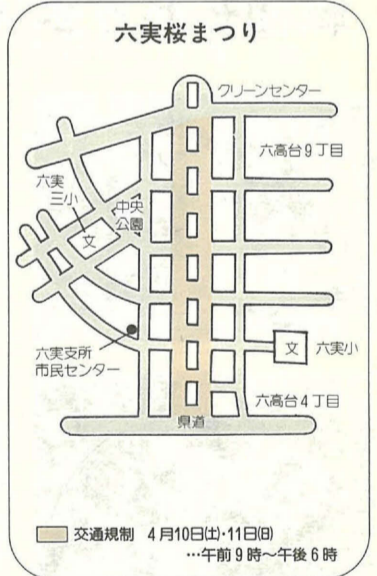 六実桜まつり
クリーンセンター
六高台9丁目
六実
三小
中央
公園
文
文
六実小
六実支所
市民センター
六高台4丁目
県道
交通規制 4月10日(土)・11日(日)
…午前9時～午後6時